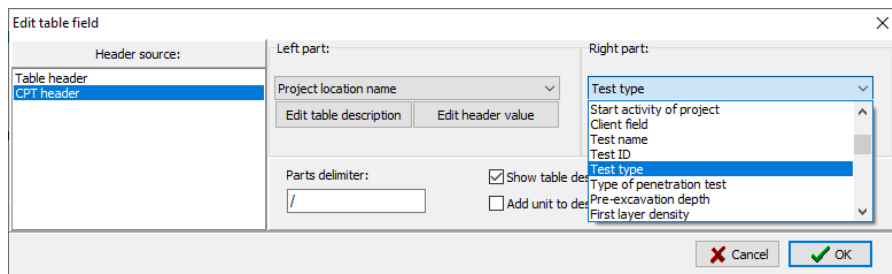 Edit table field
Header source:
Table header
CPT header
Left part:
Project location name
Edit table description
Edit header value
Right part:
Test type
Start activity of project
Client field
Test name
Test ID
Test type
Type of penetration test
Pre-excavation depth
First layer density
Parts delimiter:
/
Show table des
Add unit to des
Cancel
OK